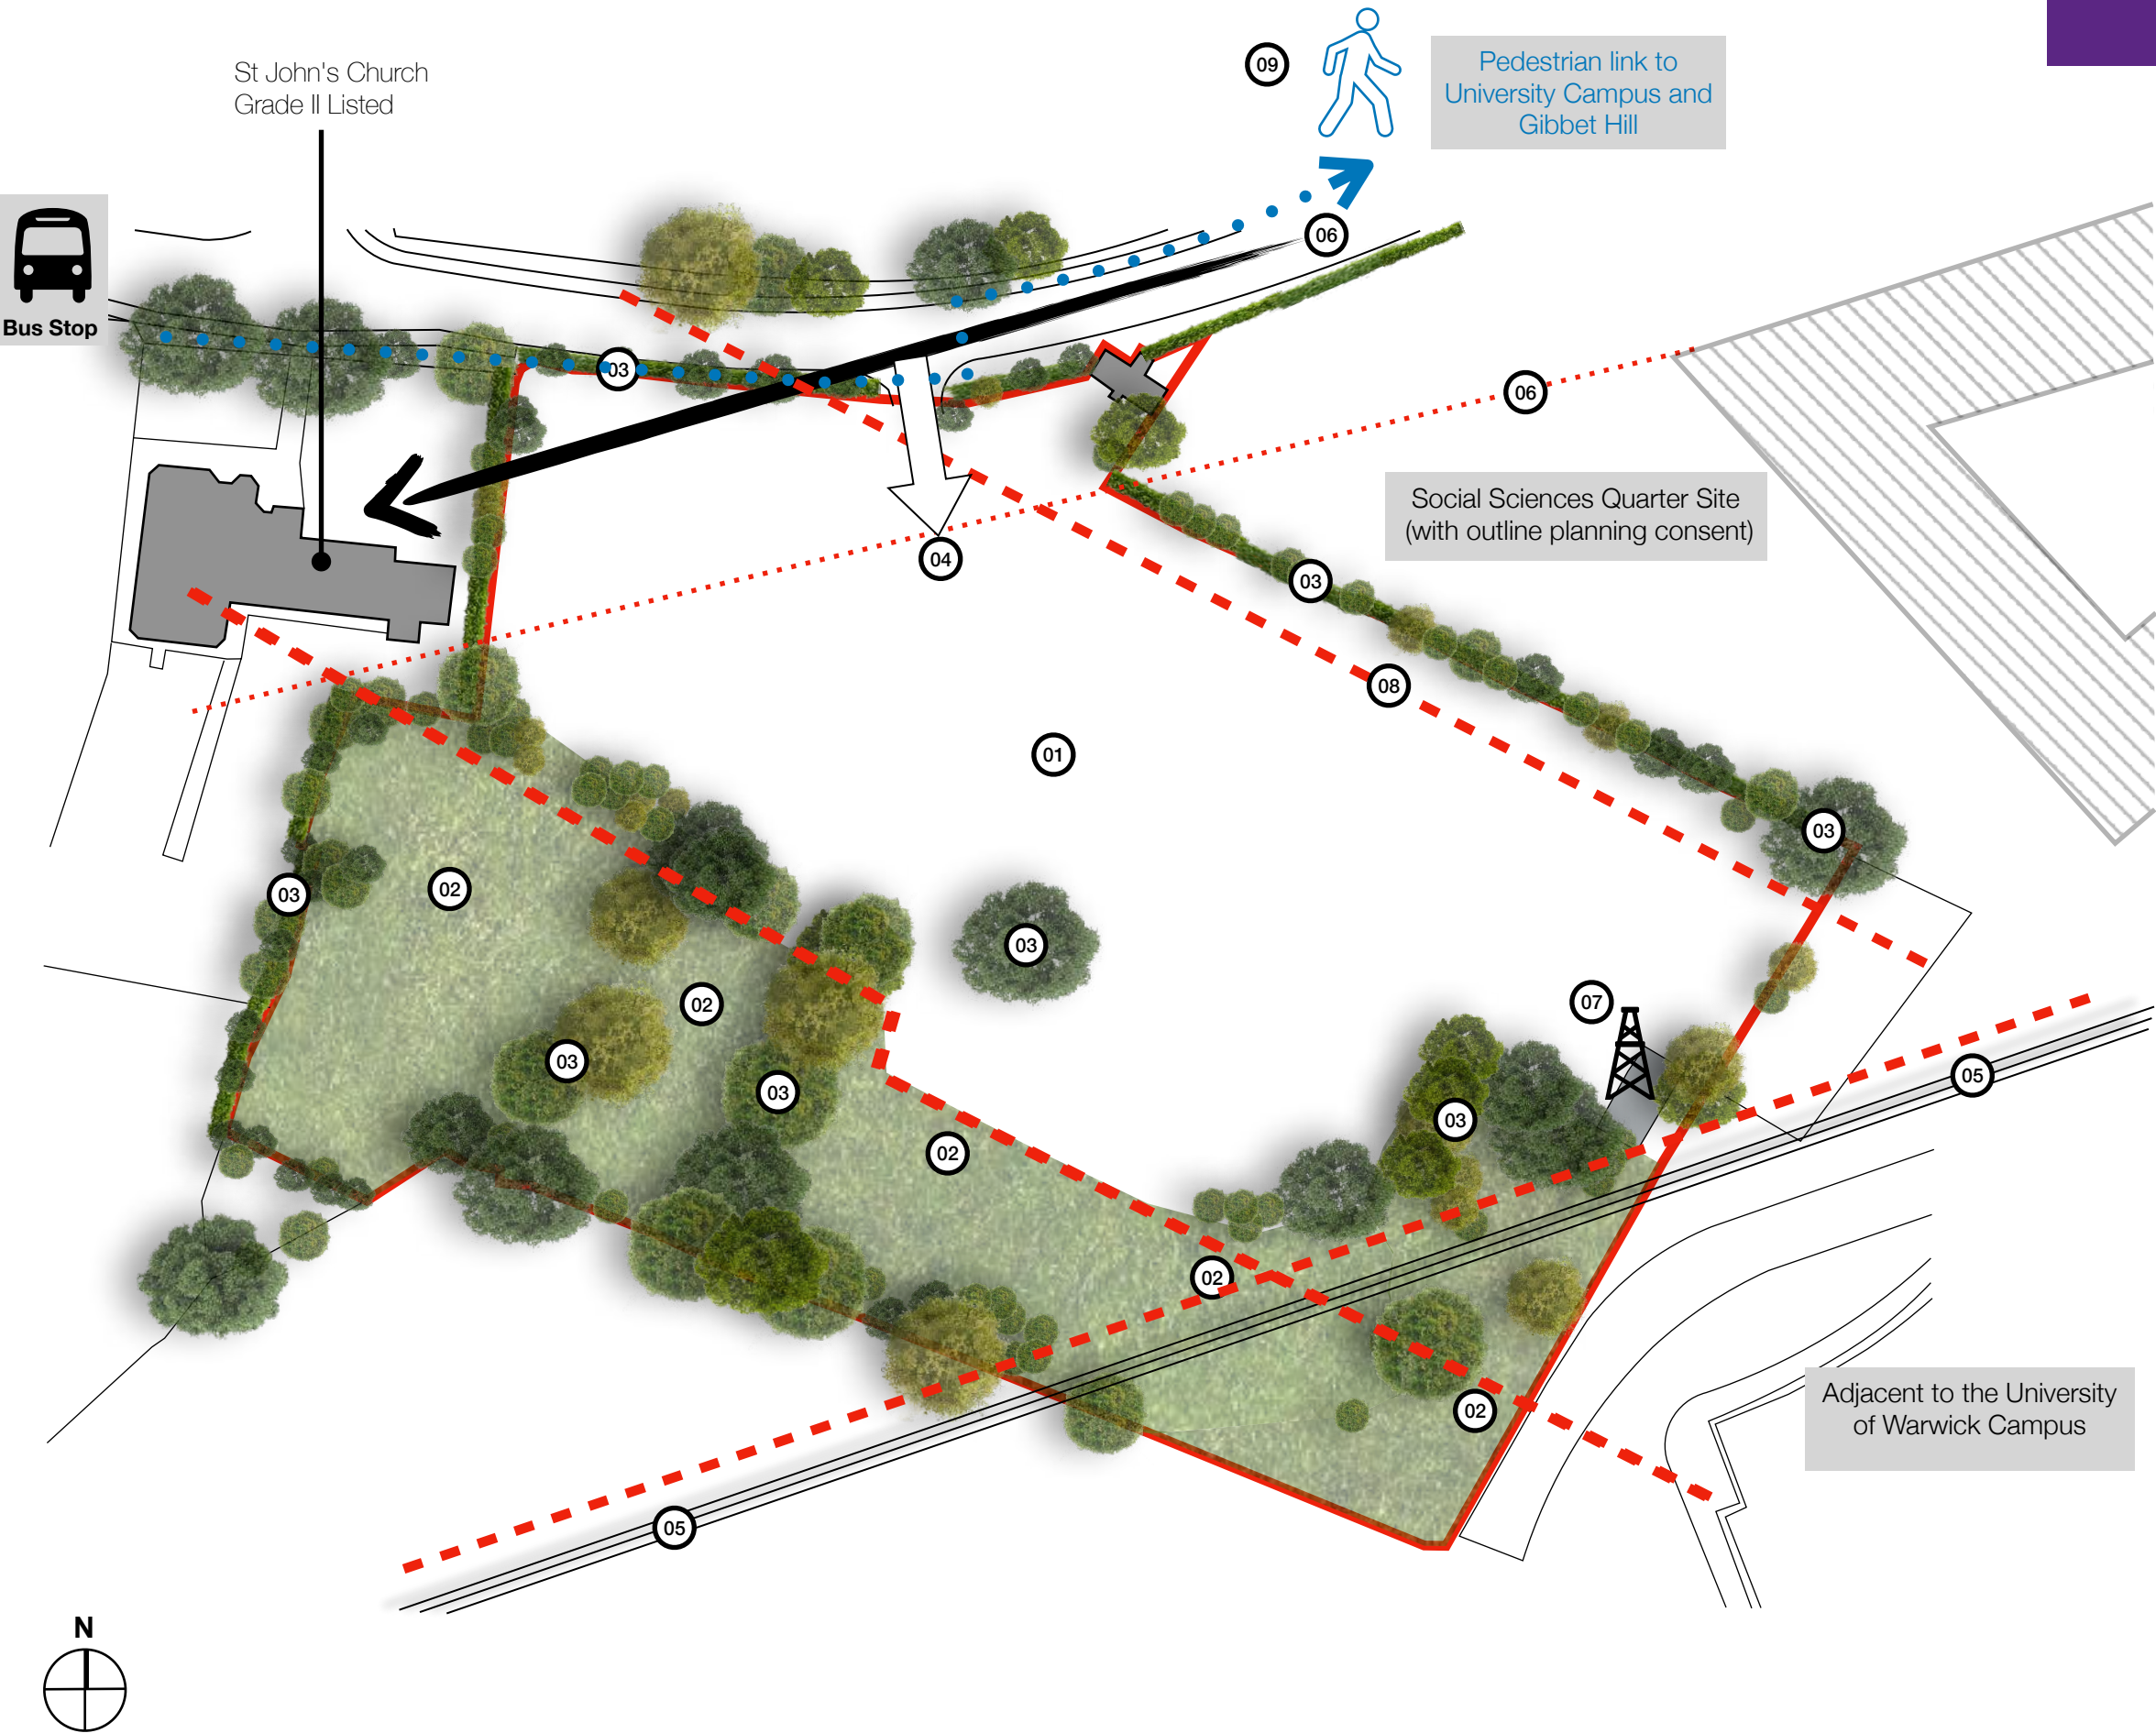 St John's Church
Grade II Listed
09
Pedestrian link to
University Campus and
Gibbet Hill
06
Bus Stop
03
06
Social Sciences Quarter Site
(with outline planning consent)
04
03
08
01
03
03
02
03
02
07
03
03
05
03
02
02
02
Adjacent to the University
of Warwick Campus
05
N